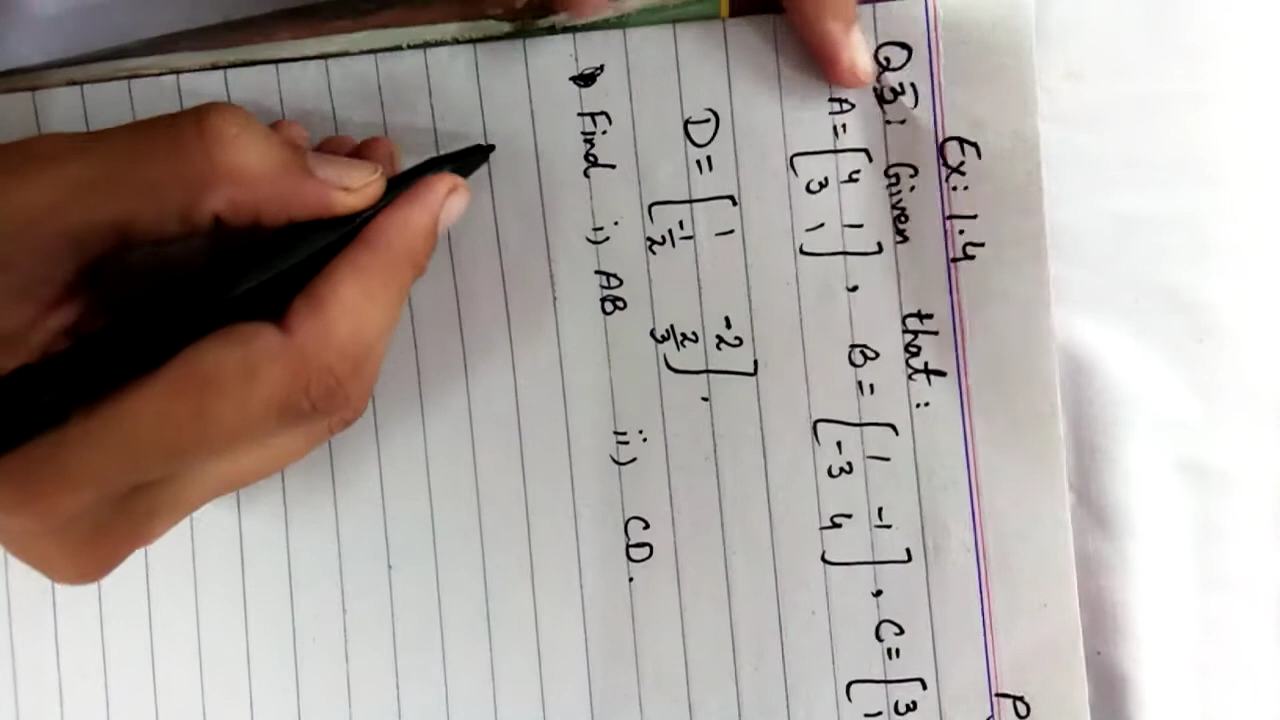 Ex: 1.4
Q3: Given that:
A = [4 1
3 1], B = [1 -1
-3 4], C = [3
1
D = [1 -2
-1/2 2/3],
Find i) AB ii) CD.